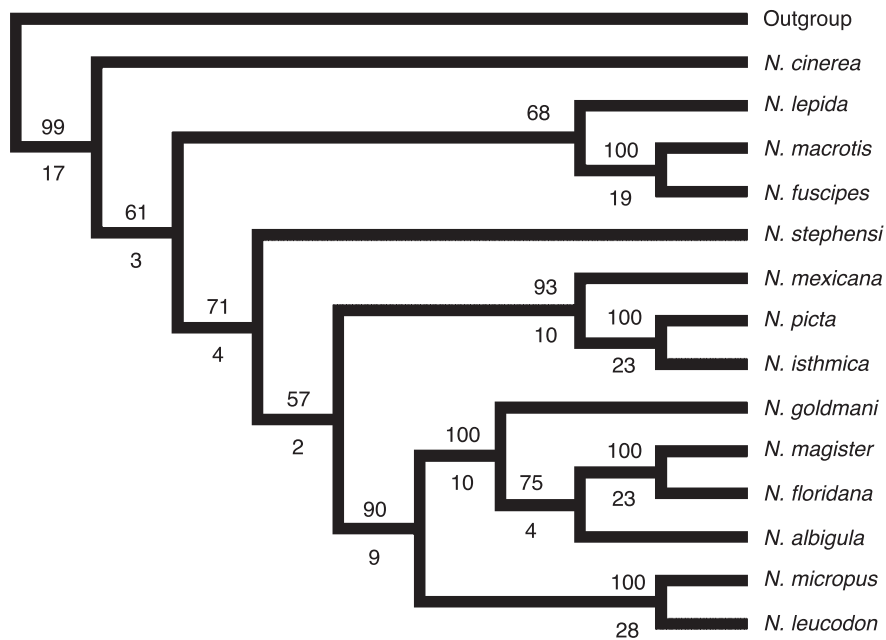 Outgroup
N. cinerea
N. lepida
68
99
100
N. macrotis
17
19
N. fuscipes
61
N. stephensi
3
93
N. mexicana
71
100
N. picta
10
4
23
N. isthmica
57
N. goldmani
2
100
100
N. magister
10
75
23
N. floridana
90
4
N. albigula
9
100
N. micropus
28
N. leucodon